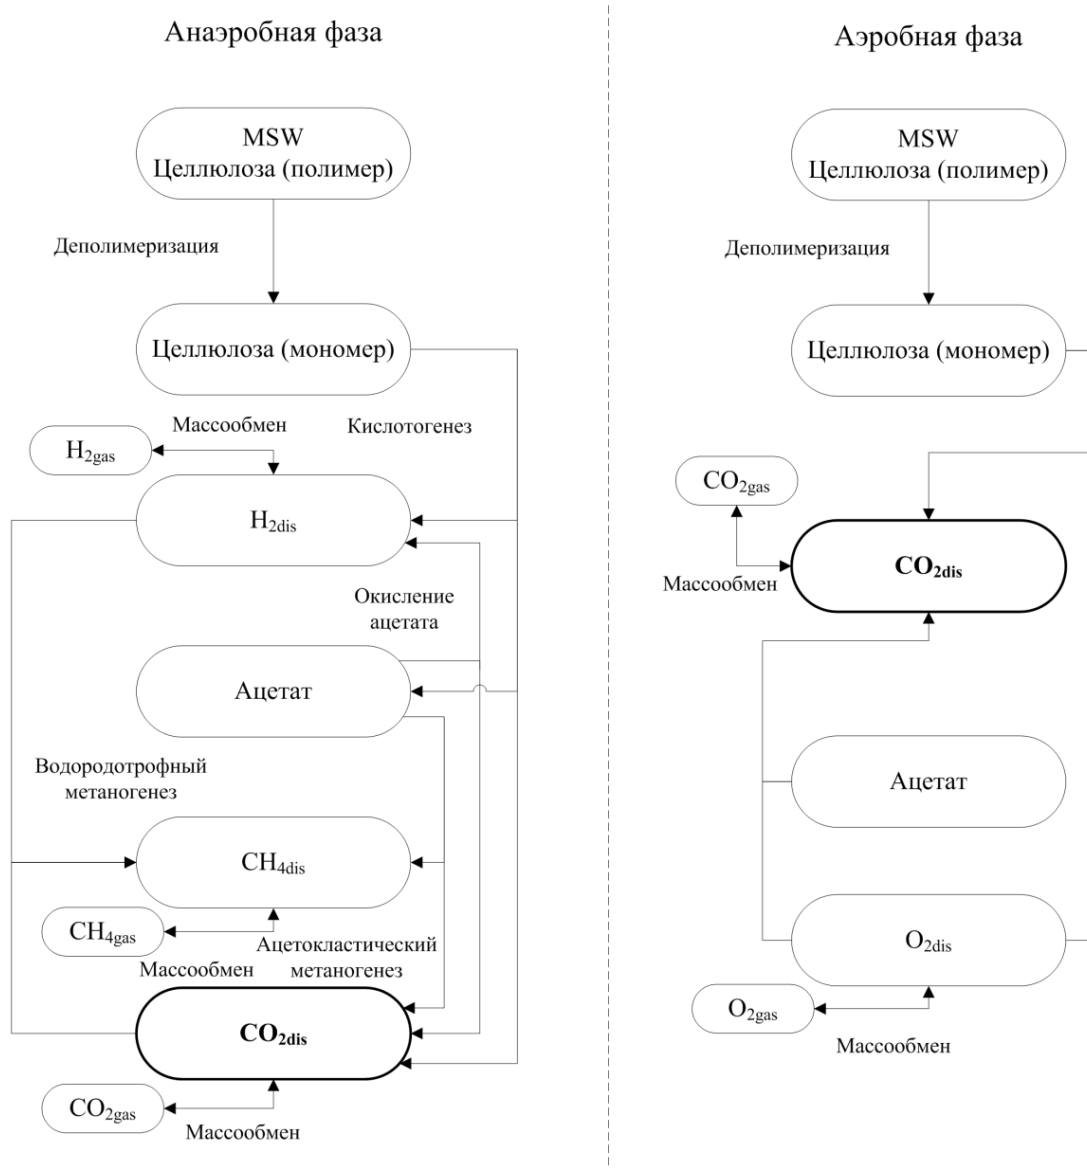 Анаэробная фаза
MSW
Целлюлоза (полимер)
Деполимеризация
Целлюлоза (мономер)
Массообмен
Кислотогенез
H2gas
H2dis
Окисление
ацетата
Ацетат
Водородотрофный
метаногенез
CH4dis
CH4gas
Ацетокластический
метаногенез
Массообмен
CO2dis
CO2gas
Массообмен
Аэробная фаза
MSW
Целлюлоза (полимер)
Деполимеризация
Целлюлоза (мономер)
CO2gas
CO2dis
Массообмен
Ацетат
O2dis
O2gas
Массообмен